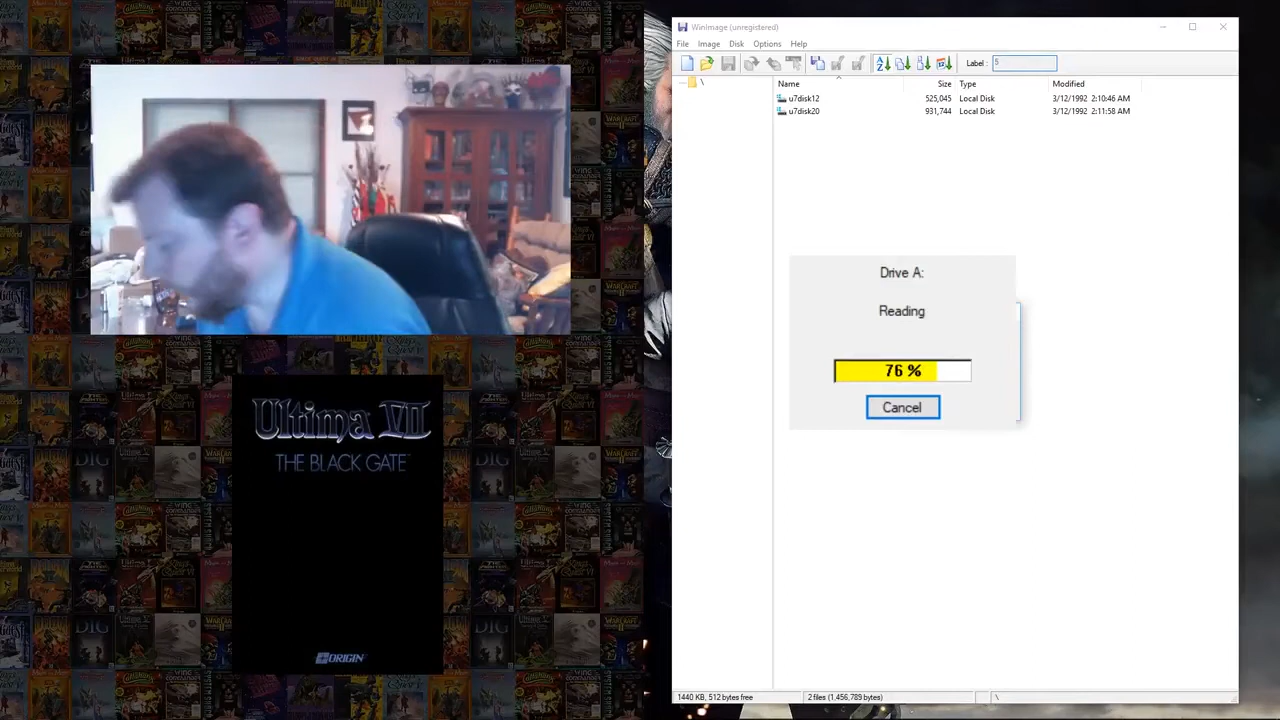 WinImage (unregistered)
File Image Disk Options Help
Label : 5
\
Name Size Type Modified
u7disk12 525,045 Local Disk 3/12/1992 2:10:46 AM
u7disk20 931,744 Local Disk 3/12/1992 2:11:58 AM
Drive A:
Reading
76 %
Cancel
1440 KB, 512 bytes free 2 files (1,456,789 bytes) \
Ultima VII
THE BLACK GATE
ORIGIN